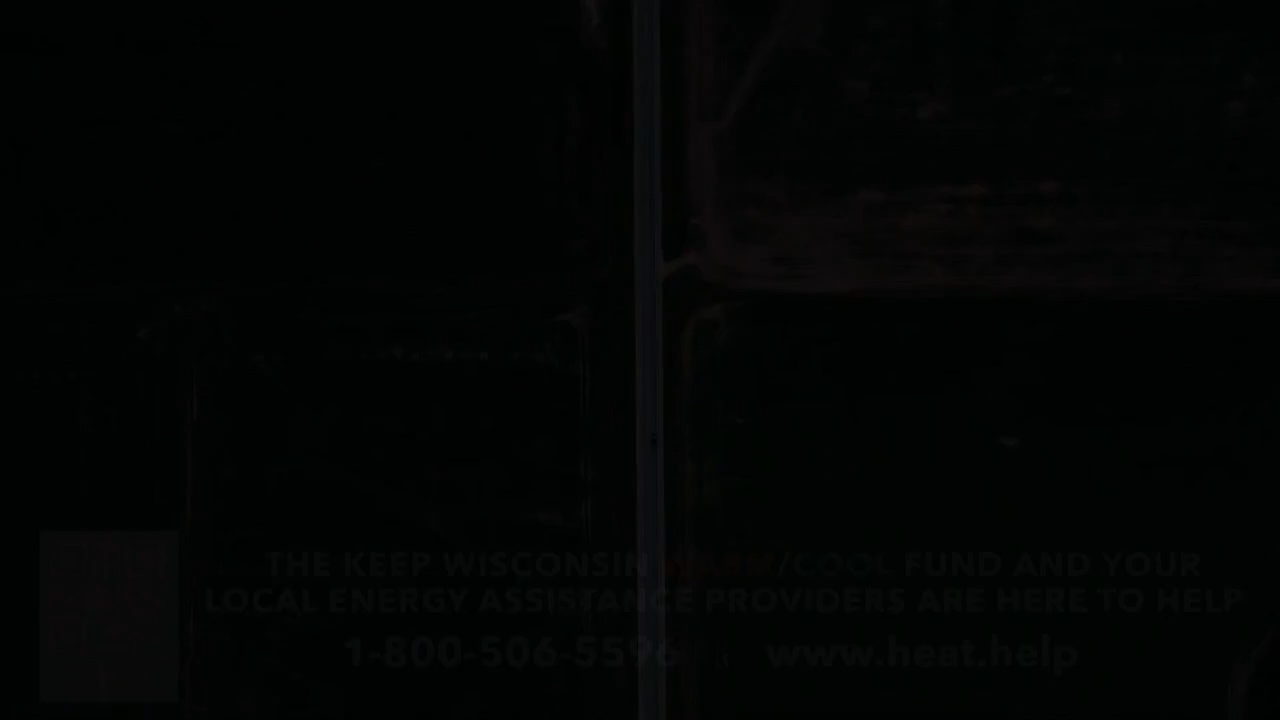 THE KEEP WISCONSIN WARM/COOL FUND AND YOUR
LOCAL ENERGY ASSISTANCE PROVIDERS ARE HERE TO HELP
1-800-506-5596 www.heat.help